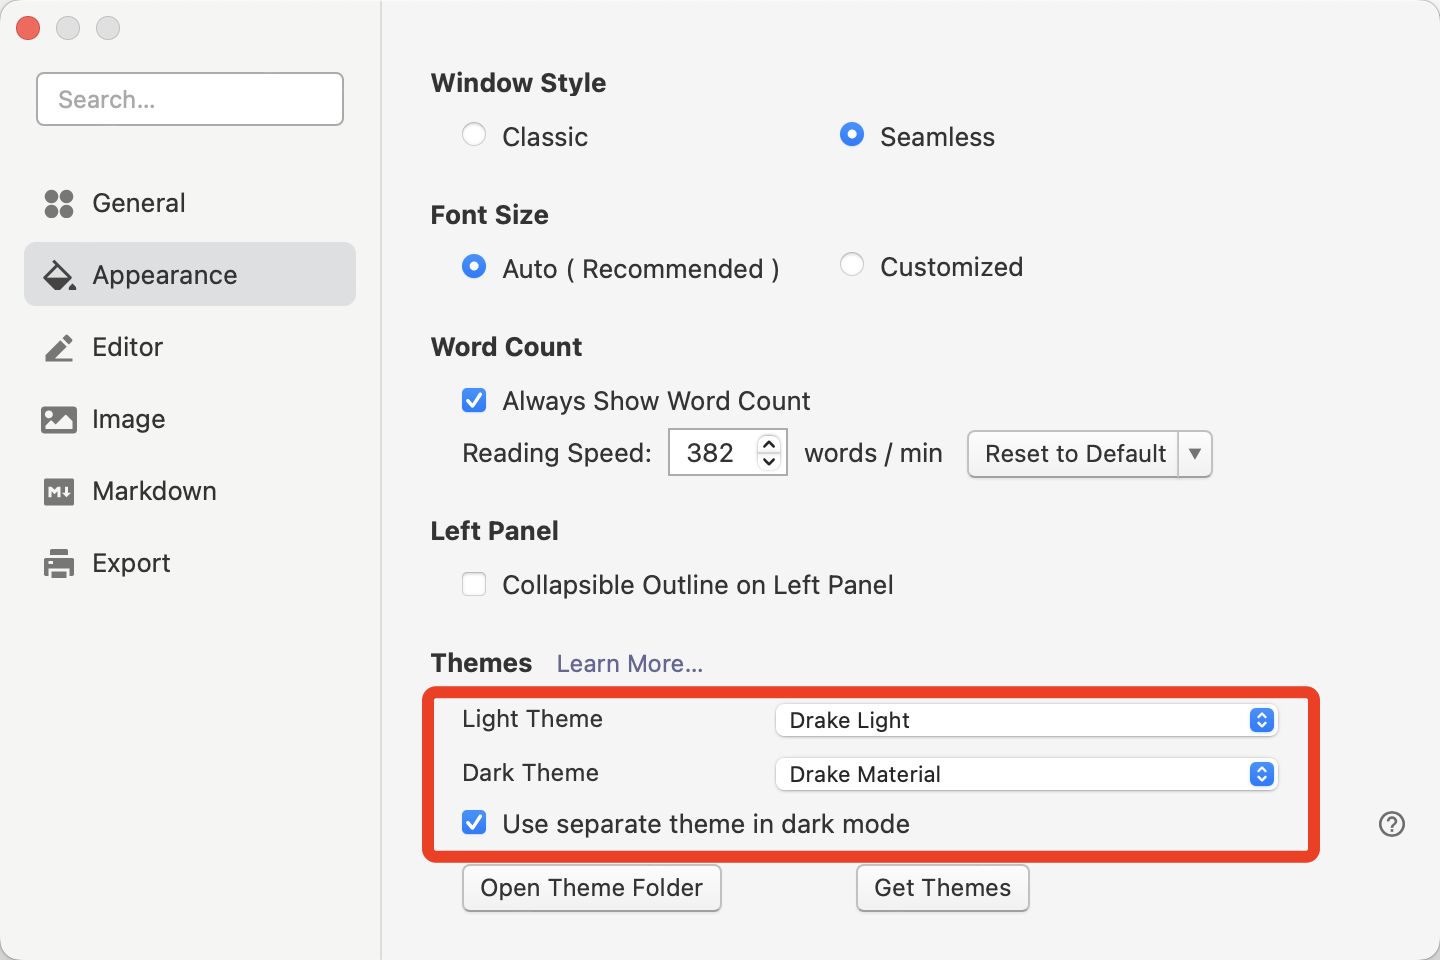 Search...
General
Appearance
Editor
Image
Markdown
Export
Window Style
Classic
Seamless
Font Size
Auto ( Recommended )
Customized
Word Count
Always Show Word Count
Reading Speed: 382 words / min Reset to Default
Left Panel
Collapsible Outline on Left Panel
Themes Learn More...
Light Theme Drake Light
Dark Theme Drake Material
Use separate theme in dark mode
Open Theme Folder Get Themes